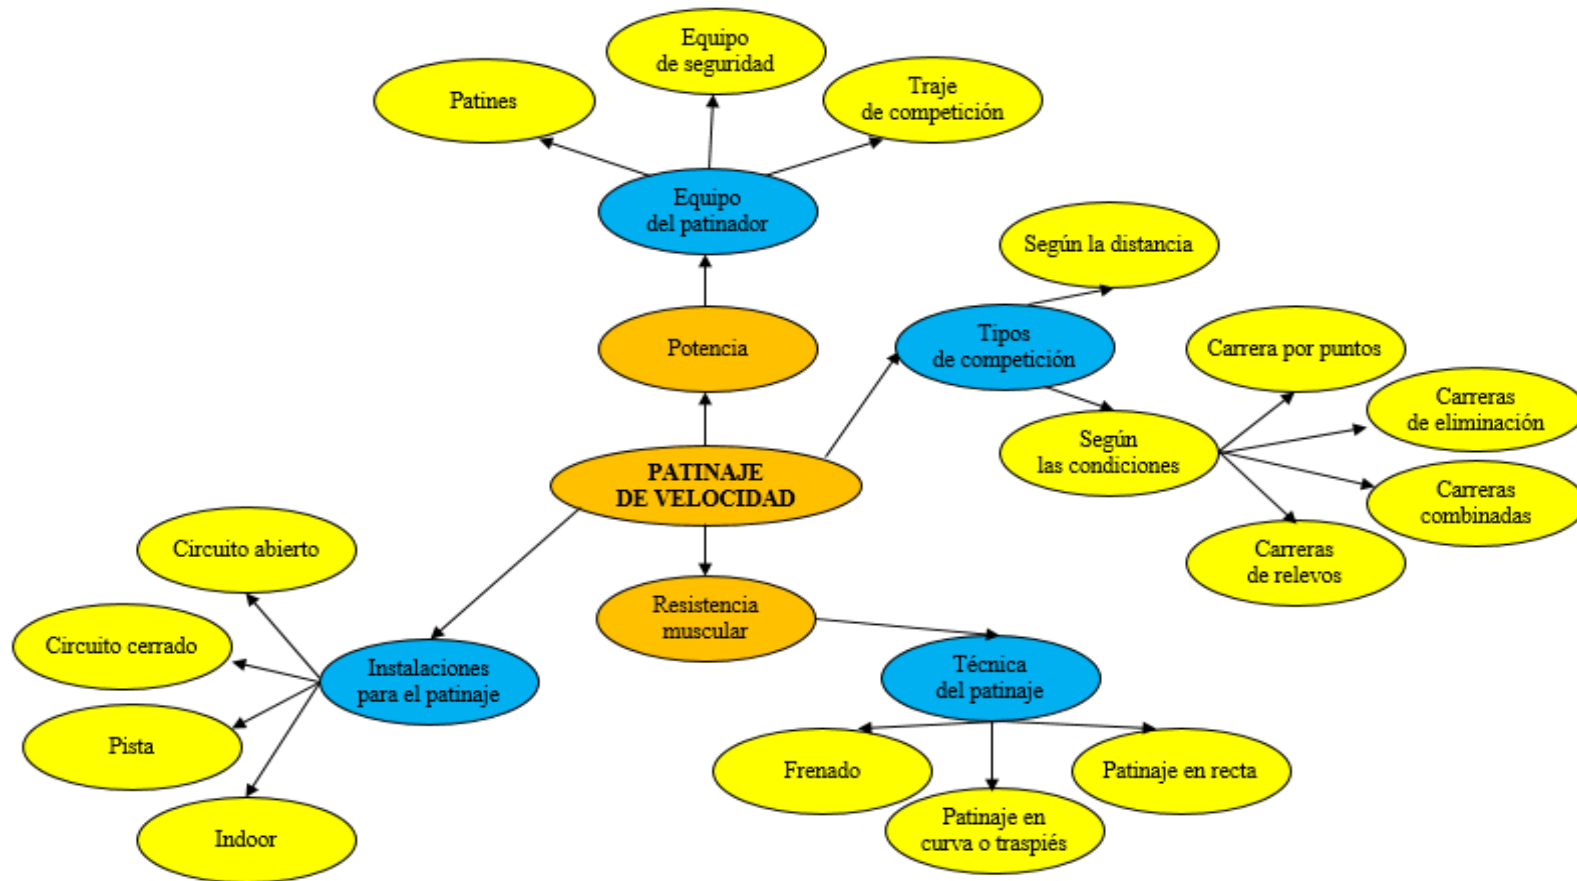 Equipo
de seguridad
Patines
Traje
de competición
Equipo
del patinador
Según la distancia
Potencia
Tipos
de competición
Carrera por puntos
Carreras
de eliminación
Según
las condiciones
PATINAJE
DE VELOCIDAD
Carreras
combinadas
Circuito abierto
Carreras
de relevos
Resistencia
muscular
Circuito cerrado
Instalaciones
para el patinaje
Técnica
del patinaje
Pista
Frenado
Patinaje en recta
Patinaje en
curva o traspiés
Indoor